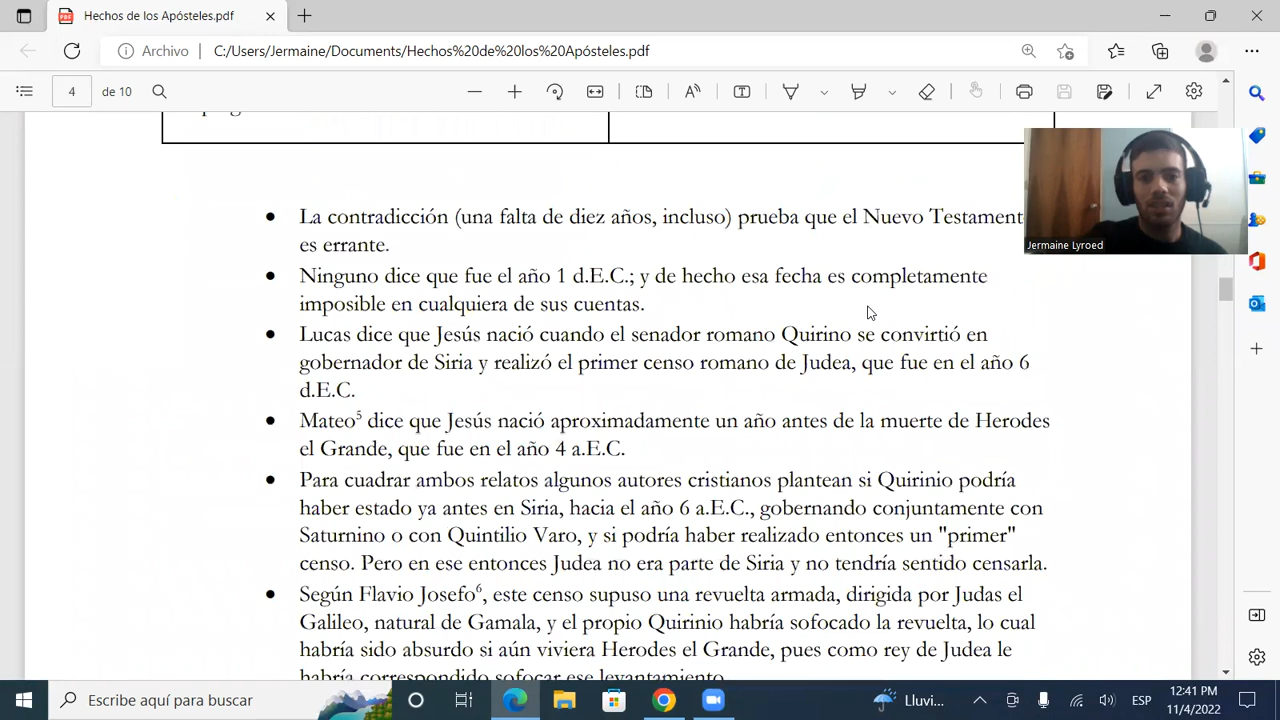 Hechos de los Apósteles.pdf
Archivo
C:/Users/Jermaine/Documents/Hechos%20de%20los%20Apósteles.pdf
4
de 10
La contradicción (una falta de diez años, incluso) prueba que el Nuevo Testament
es errante.
Ninguno dice que fue el año 1 d.E.C.; y de hecho esa fecha es completamente
imposible en cualquiera de sus cuentas.
Lucas dice que Jesús nació cuando el senador romano Quirino se convirtió en
gobernador de Siria y realizó el primer censo romano de Judea, que fue en el año 6
d.E.C.
Mateo⁵ dice que Jesús nació aproximadamente un año antes de la muerte de Herodes
el Grande, que fue en el año 4 a.E.C.
Para cuadrar ambos relatos algunos autores cristianos plantean si Quirinio podría
haber estado ya antes en Siria, hacia el año 6 a.E.C., gobernando conjuntamente con
Saturnino o con Quintilio Varo, y si podría haber realizado entonces un "primer"
censo. Pero en ese entonces Judea no era parte de Siria y no tendría sentido censarla.
Según Flavio Josefo⁶, este censo supuso una revuelta armada, dirigida por Judas el
Galileo, natural de Gamala, y el propio Quirinio habría sofocado la revuelta, lo cual
habría sido absurdo si aún viviera Herodes el Grande, pues como rey de Judea le
habría correspondido sofocar ese levantamiento
Jermaine Lyroed
Escribe aquí para buscar
Lluvi...
ESP
12:41 PM
11/4/2022